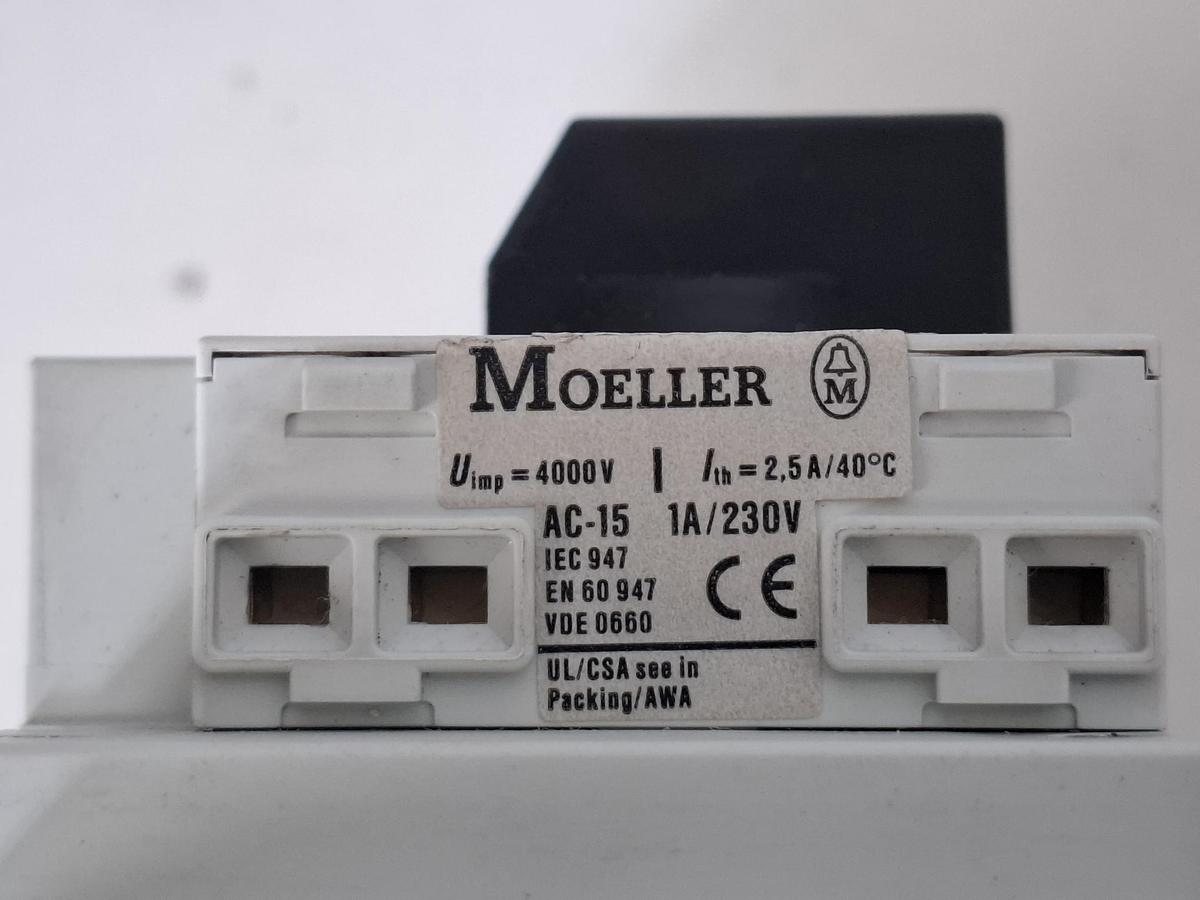 MOELLER M
Uimp = 4000V | Ith = 2,5A/40°C
AC-15 1A/230V
IEC 947
EN 60 947
VDE 0660
CE
UL/CSA see in
Packing/AWA